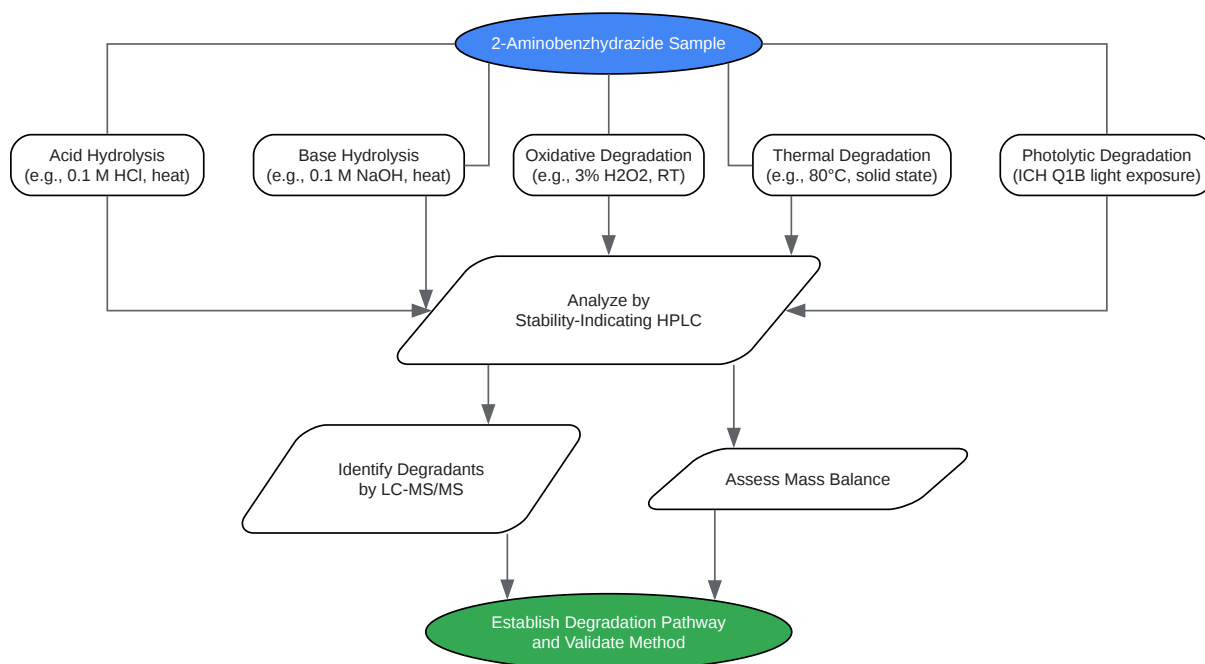 2-Aminobenzhydrazide Sample
Acid Hydrolysis
(e.g., 0.1 M HCl, heat)
Base Hydrolysis
(e.g., 0.1 M NaOH, heat)
Oxidative Degradation
(e.g., 3% H2O2, RT)
Thermal Degradation
(e.g., 80°C, solid state)
Photolytic Degradation
(ICH Q1B light exposure)
Analyze by
Stability-Indicating HPLC
Identify Degradants
by LC-MS/MS
Assess Mass Balance
Establish Degradation Pathway
and Validate Method